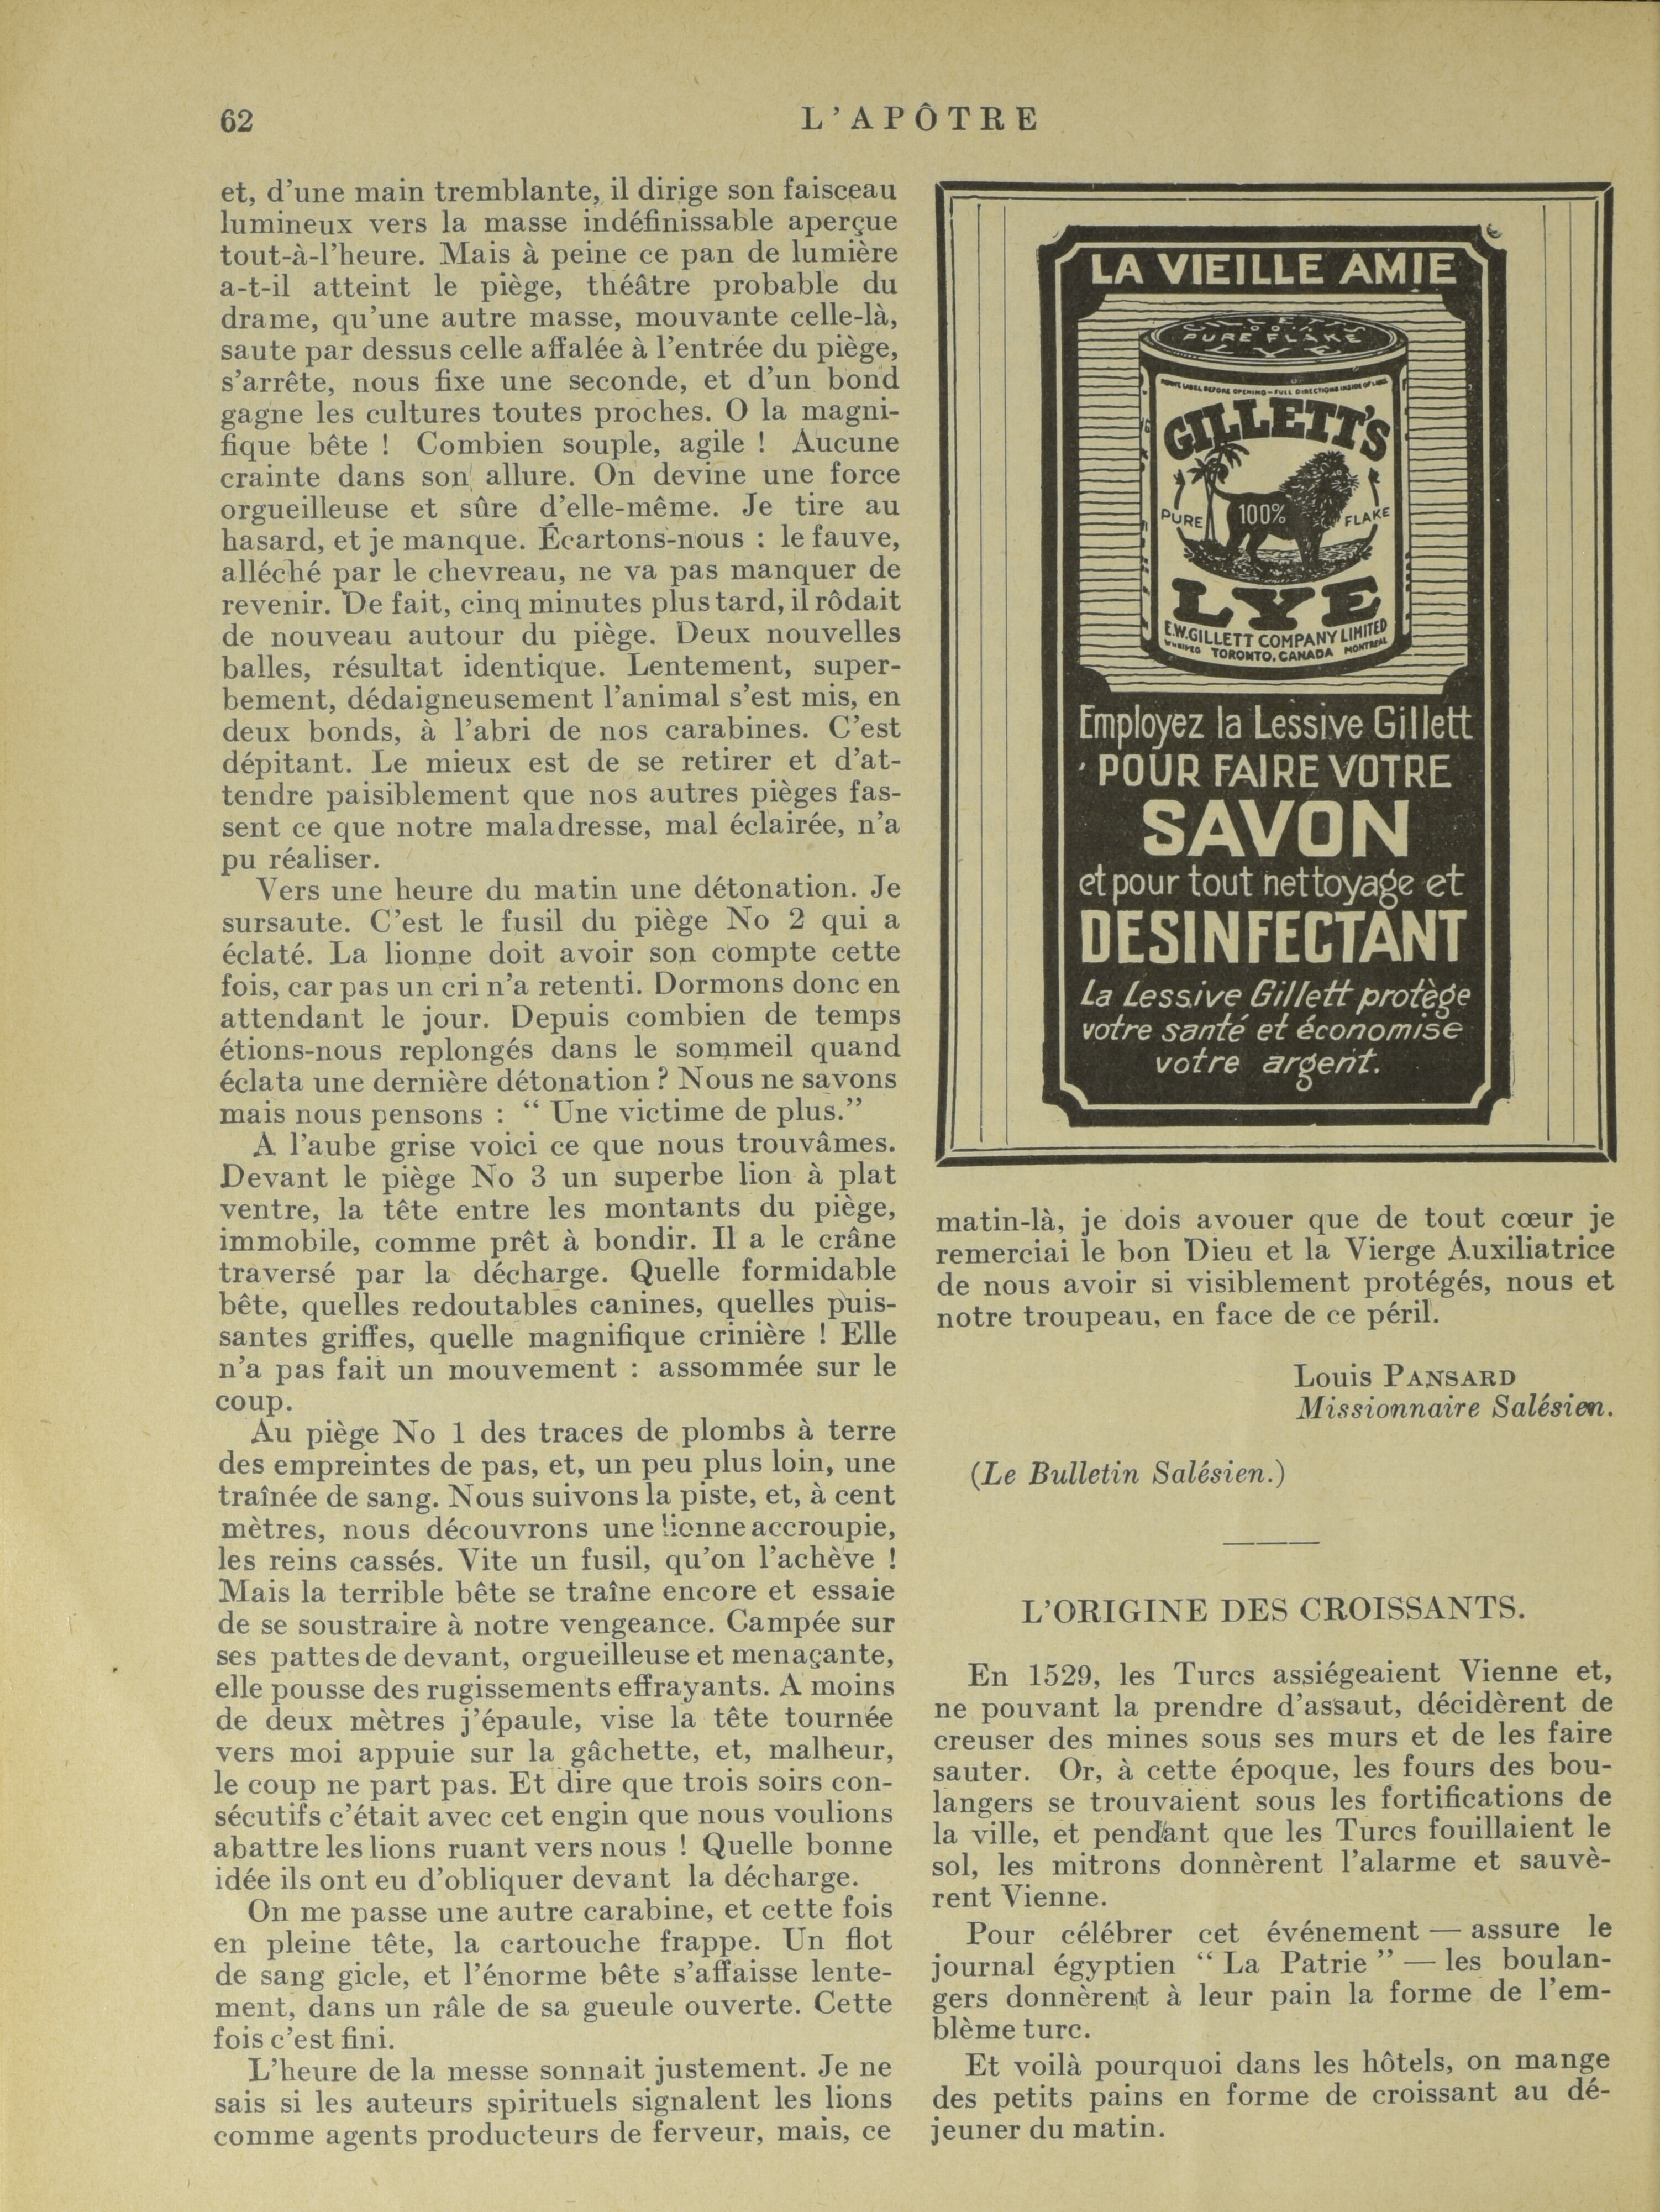 62
L'APÔTRE
et, d'une main tremblante, il dirige son faisceau
lumineux vers la masse indéfinissable aperçue
tout-à-l'heure. Mais à peine ce pan de lumière
a-t-il atteint le piège, théâtre probable du
drame, qu'une autre masse, mouvante celle-là,
saute par dessus celle affalée à l'entrée du piège,
s'arrête, nous fixe une seconde, et d'un bond
gagne les cultures toutes proches. O la magni-
fique bête ! Combien souple, agile ! Aucune
crainte dans son allure. On devine une force
orgueilleuse et sûre d'elle-même. Je tire au
hasard, et je manque. Écartons-nous : le fauve,
alléché par le chevreau, ne va pas manquer de
revenir. De fait, cinq minutes plus tard, il rôdait
de nouveau autour du piège. Deux nouvelles
balles, résultat identique. Lentement, super-
bement, dédaigneusement l'animal s'est mis, en
deux bonds, à l'abri de nos carabines. C'est
dépitant. Le mieux est de se retirer et d'at-
tendre paisiblement que nos autres pièges fas-
sent ce que notre maladresse, mal éclairée, n'a
pu réaliser.
Vers une heure du matin une détonation. Je
sursaute. C'est le fusil du piège No 2 qui a
éclaté. La lionne doit avoir son compte cette
fois, car pas un cri n'a retenti. Dormons donc en
attendant le jour. Depuis combien de temps
étions-nous replongés dans le sommeil quand
éclata une dernière détonation ? Nous ne savons
mais nous pensons : “ Une victime de plus.”
A l'aube grise voici ce que nous trouvâmes.
Devant le piège No 3 un superbe lion à plat
ventre, la tête entre les montants du piège,
immobile, comme prêt à bondir. Il a le crâne
traversé par la décharge. Quelle formidable
bête, quelles redoutables canines, quelles puis-
santes griffes, quelle magnifique crinière ! Elle
n'a pas fait un mouvement : assommée sur le
coup.
Au piège No 1 des traces de plombs à terre
des empreintes de pas, et, un peu plus loin, une
traînée de sang. Nous suivons la piste, et, à cent
mètres, nous découvrons une lionne accroupie,
les reins cassés. Vite un fusil, qu'on l'achève !
Mais la terrible bête se traîne encore et essaie
de se soustraire à notre vengeance. Campée sur
ses pattes de devant, orgueilleuse et menaçante,
elle pousse des rugissements effrayants. A moins
de deux mètres j'épaule, vise la tête tournée
vers moi appuie sur la gâchette, et, malheur,
le coup ne part pas. Et dire que trois soirs con-
sécutifs c'était avec cet engin que nous voulions
abattre les lions ruant vers nous ! Quelle bonne
idée ils ont eu d'obliquer devant la décharge.
On me passe une autre carabine, et cette fois
en pleine tête, la cartouche frappe. Un flot
de sang gicle, et l'énorme bête s'affaisse lente-
ment, dans un râle de sa gueule ouverte. Cette
fois c'est fini.
L'heure de la messe sonnait justement. Je ne
sais si les auteurs spirituels signalent les lions
comme agents producteurs de ferveur, mais, ce
LA VIEILLE AMIE
GILLETT'S
PURE FLAKE
LYE
REMOVE LABEL BEFORE OPENING - FULL DIRECTIONS INSIDE OF LABEL
GILLETT'S
PURE 100% FLAKE
LYE
E.W. GILLETT COMPANY LIMITED
WINNIPEG TORONTO, CANADA MONTREAL
Employez la Lessive Gillett
POUR FAIRE VOTRE
SAVON
et pour tout nettoyage et
DESINFECTANT
La Lessive Gillett protège
votre santé et économise
votre argent.
matin-là, je dois avouer que de tout cœur je
remerciai le bon Dieu et la Vierge Auxiliatrice
de nous avoir si visiblement protégés, nous et
notre troupeau, en face de ce péril.
Louis PANSARD
Missionnaire Salésien.
(Le Bulletin Salésien.)
L'ORIGINE DES CROISSANTS.
En 1529, les Turcs assiégeaient Vienne et,
ne pouvant la prendre d'assaut, décidèrent de
creuser des mines sous ses murs et de les faire
sauter. Or, à cette époque, les fours des bou-
langers se trouvaient sous les fortifications de
la ville, et pendant que les Turcs fouillaient le
sol, les mitrons donnèrent l'alarme et sauvè-
rent Vienne.
Pour célébrer cet événement — assure le
journal égyptien “ La Patrie ” — les boulan-
gers donnèrent à leur pain la forme de l'em-
blème turc.
Et voilà pourquoi dans les hôtels, on mange
des petits pains en forme de croissant au dé-
jeuner du matin.